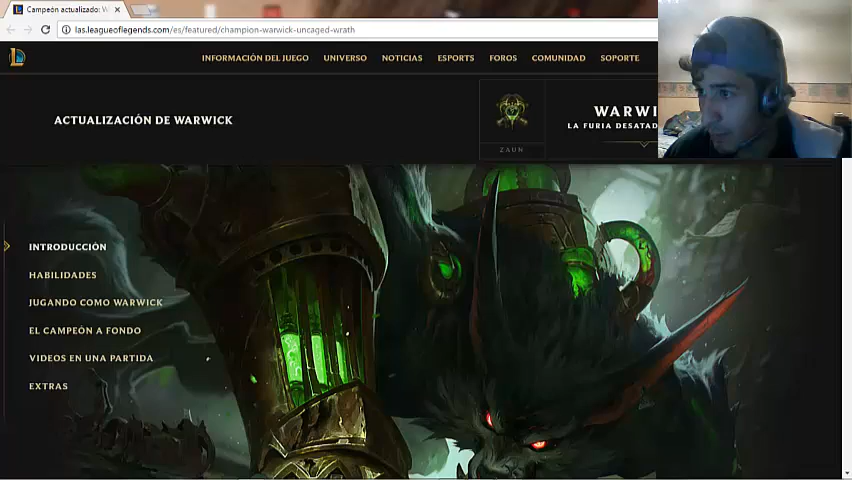 Campeón actualizado: W
las.leagueoflegends.com/es/featured/champion-warwick-uncaged-wrath
INFORMACIÓN DEL JUEGO UNIVERSO NOTICIAS ESPORTS FOROS COMUNIDAD SOPORTE
ACTUALIZACIÓN DE WARWICK
WARWI
LA FURIA DESATAD
ZAUN
INTRODUCCIÓN
HABILIDADES
JUGANDO COMO WARWICK
EL CAMPEÓN A FONDO
VIDEOS EN UNA PARTIDA
EXTRAS